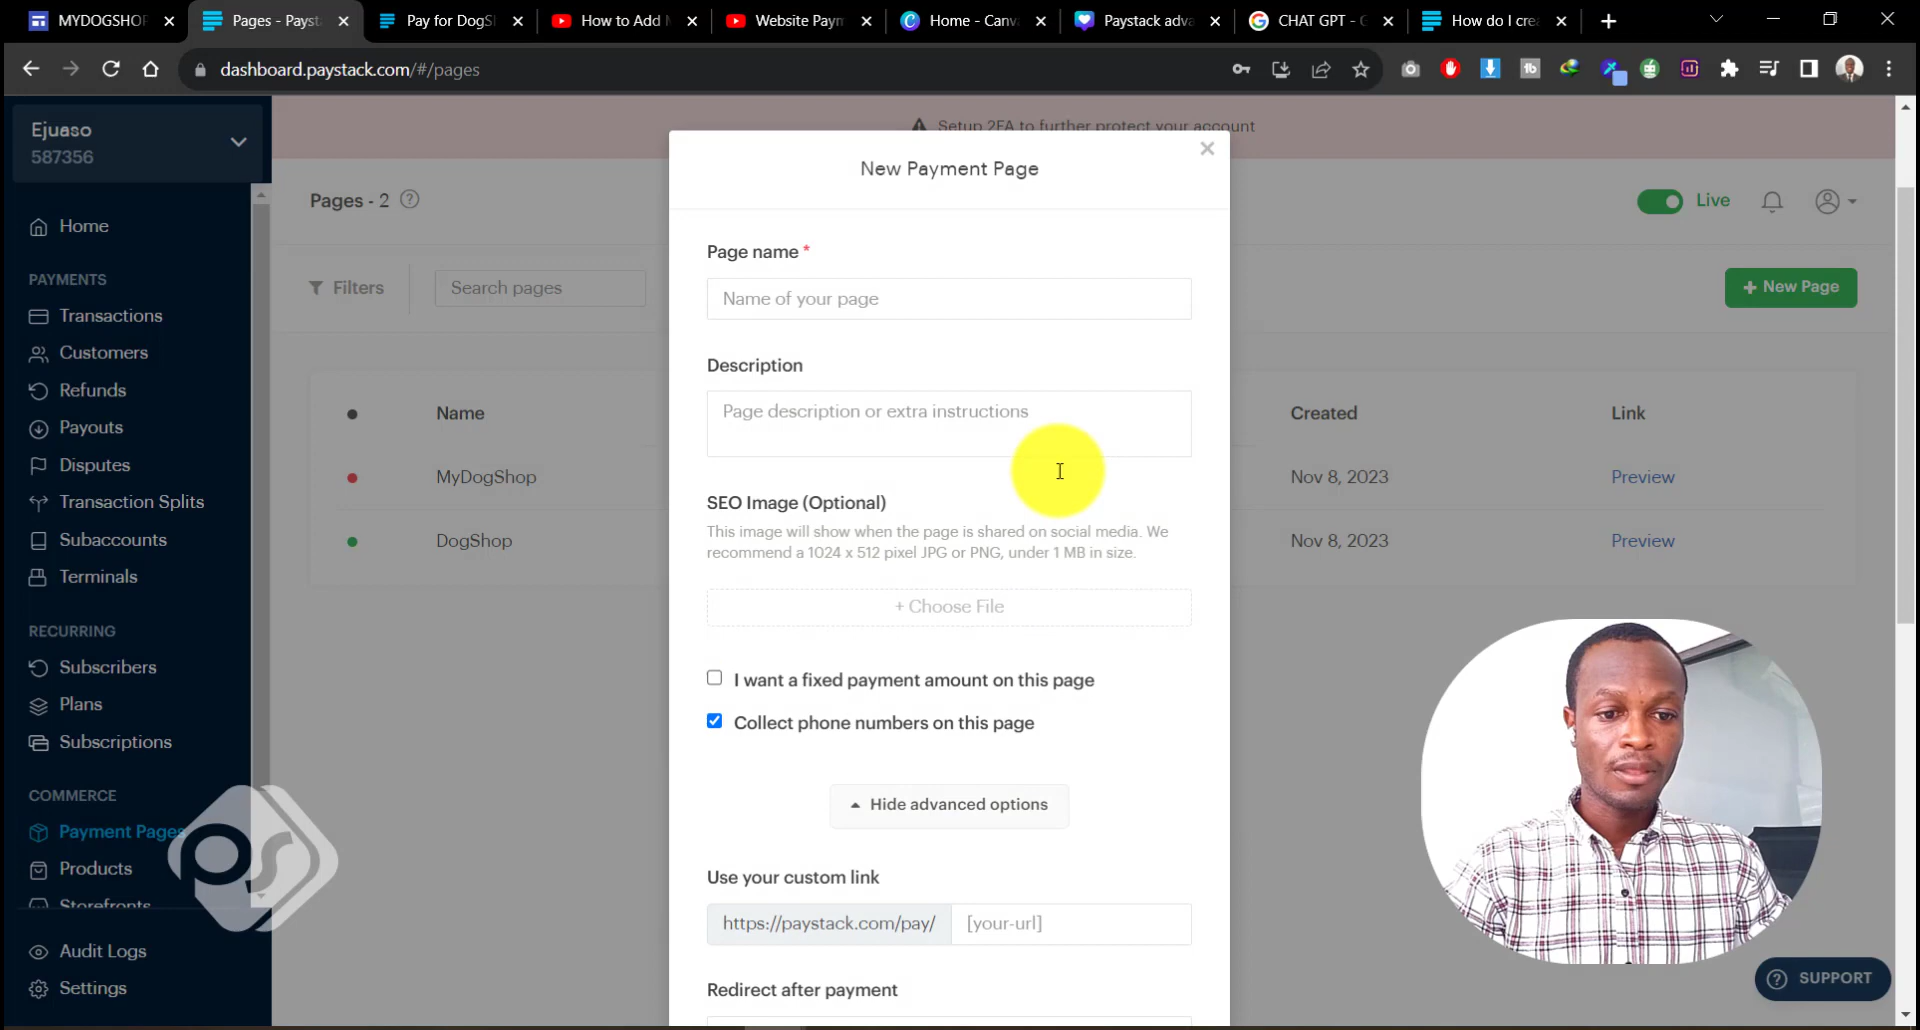 MYDOGSHOP
Pages - Payst
Pay for DogSh
How to Add M
Website Paym
Home - Canva
Paystack adva
CHAT GPT - G
How do I crea
dashboard.paystack.com/#/pages
Ejuaso
587356
Home
PAYMENTS
Transactions
Customers
Refunds
Payouts
Disputes
Transaction Splits
Subaccounts
Terminals
RECURRING
Subscribers
Plans
Subscriptions
COMMERCE
Payment Pages
Products
Storefronts
Audit Logs
Settings
Setup 2FA to further protect your account
Pages - 2
Live
Filters
Search pages
+ New Page
Name
Created
Link
MyDogShop
Nov 8, 2023
Preview
DogShop
Nov 8, 2023
Preview
New Payment Page
Page name *
Name of your page
Description
Page description or extra instructions
SEO Image (Optional)
This image will show when the page is shared on social media. We
recommend a 1024 x 512 pixel JPG or PNG, under 1 MB in size.
+ Choose File
I want a fixed payment amount on this page
Collect phone numbers on this page
Hide advanced options
Use your custom link
https://paystack.com/pay/
[your-url]
Redirect after payment
SUPPORT
ps